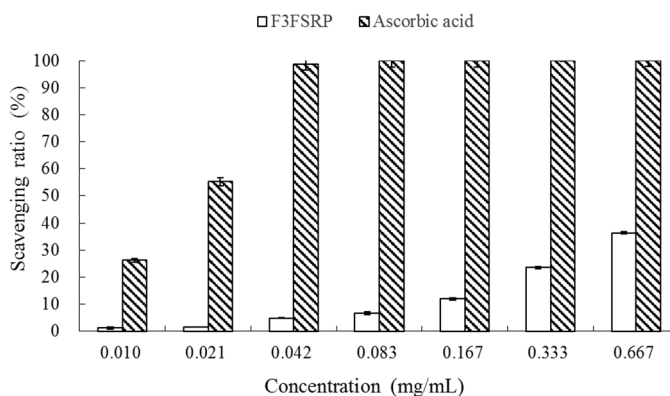 F3FSRP Ascorbic acid
100
90
80
70
60
50
40
30
20
10
0
Scavenging ratio (%)
0.010 0.021 0.042 0.083 0.167 0.333 0.667
Concentration (mg/mL)